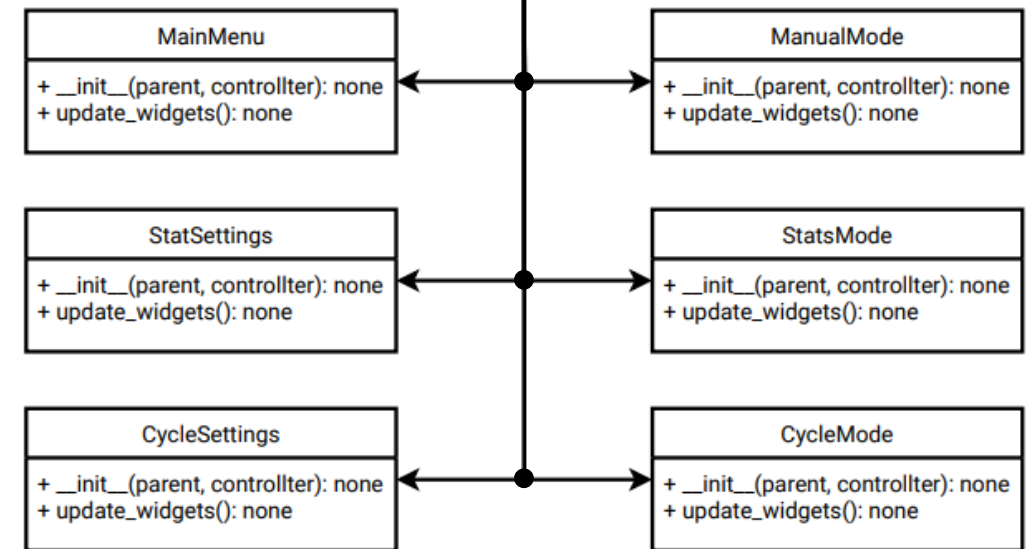 MainMenu
+ __init__(parent, controllter): none
+ update_widgets(): none
ManualMode
+ __init__(parent, controllter): none
+ update_widgets(): none
StatSettings
+ __init__(parent, controllter): none
+ update_widgets(): none
StatsMode
+ __init__(parent, controllter): none
+ update_widgets(): none
CycleSettings
+ __init__(parent, controllter): none
+ update_widgets(): none
CycleMode
+ __init__(parent, controllter): none
+ update_widgets(): none